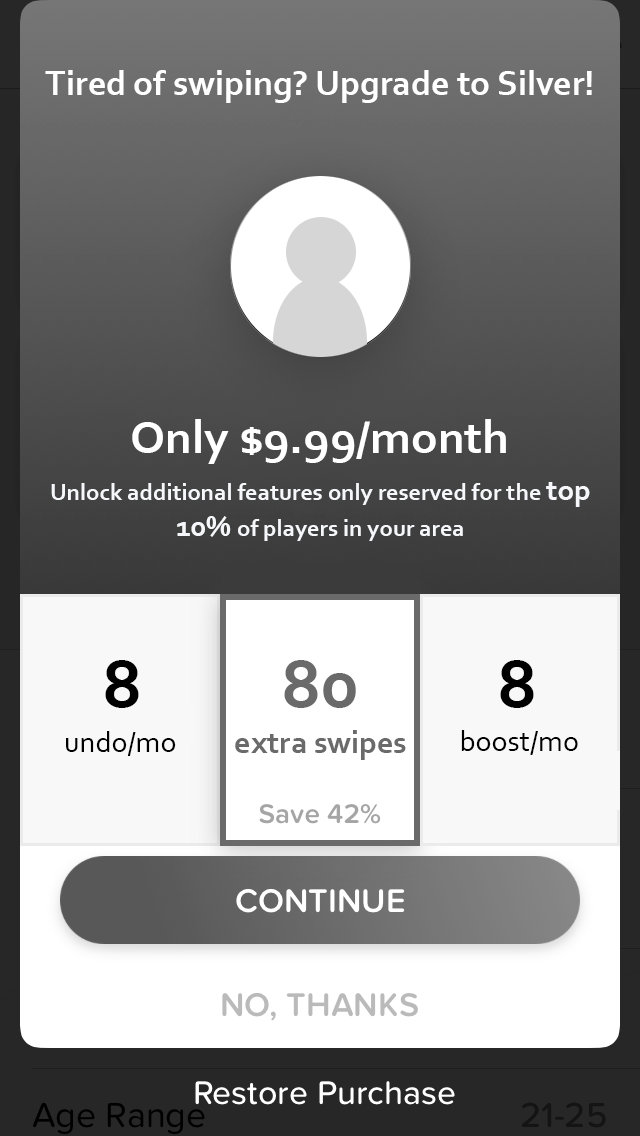 Tired of swiping? Upgrade to Silver!
Only $9.99/month
Unlock additional features only reserved for the top
10% of players in your area
8
undo/mo
80
extra swipes
Save 42%
8
boost/mo
CONTINUE
NO, THANKS
Restore Purchase
Age Range
21-25